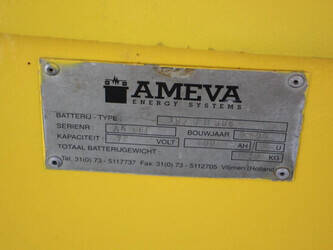 AMEVA
ENERGY SYSTEMS
BATTERIJ - TYPE :
SERIENR : BOUWJAAR
KAPACITEIT : VOLT AH U
TOTAAL BATTERIJGEWICHT : KG
Tel. 31(0) 73 - 5117737 Fax 31(0) 73 - 5112705 Vlijmen (Holland)